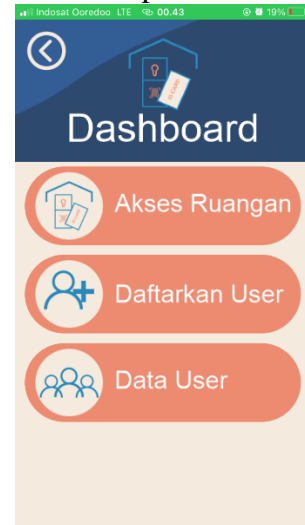 Indosat Ooredoo LTE 00.43 19%
Dashboard
Akses Ruangan
Daftarkan User
Data User